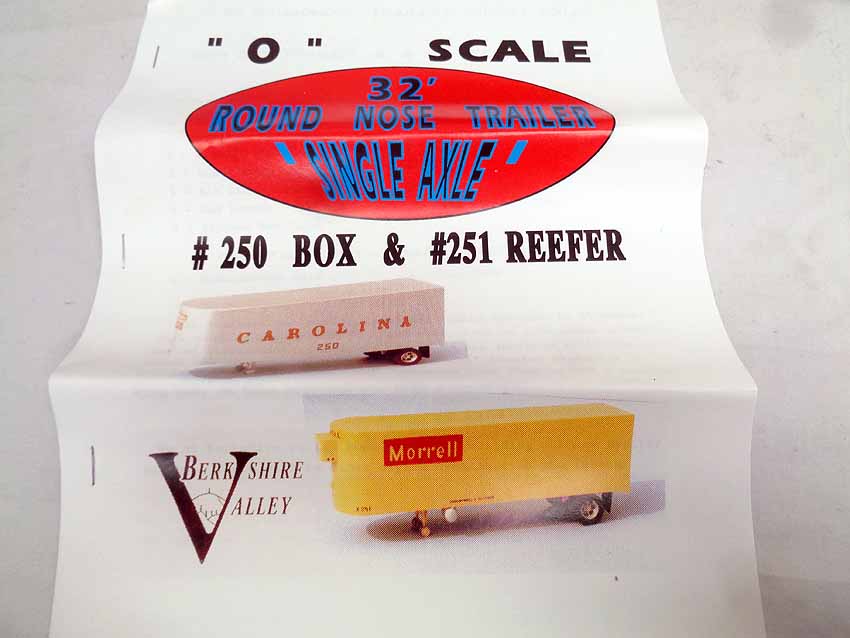 " O " SCALE
32'
ROUND NOSE TRAILER
' SINGLE AXLE '
# 250 BOX & #251 REEFER
CAROLINA
250
Morrell
BERKSHIRE
VALLEY